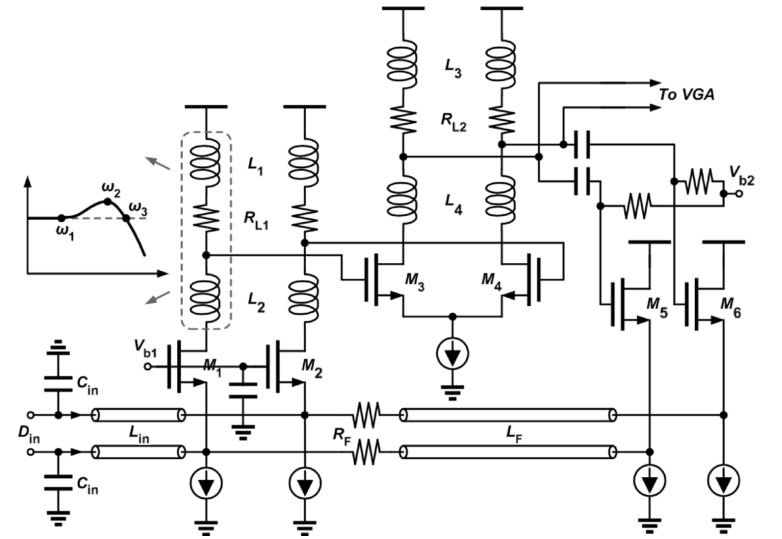 L3
To VGA
RL2
Vb2
L1
ω2
ω3
ω1
RL1
L4
M3
M4
L2
M5
M6
Vb1
M1
M2
Cin
Din
Lin
RF
LF
Cin